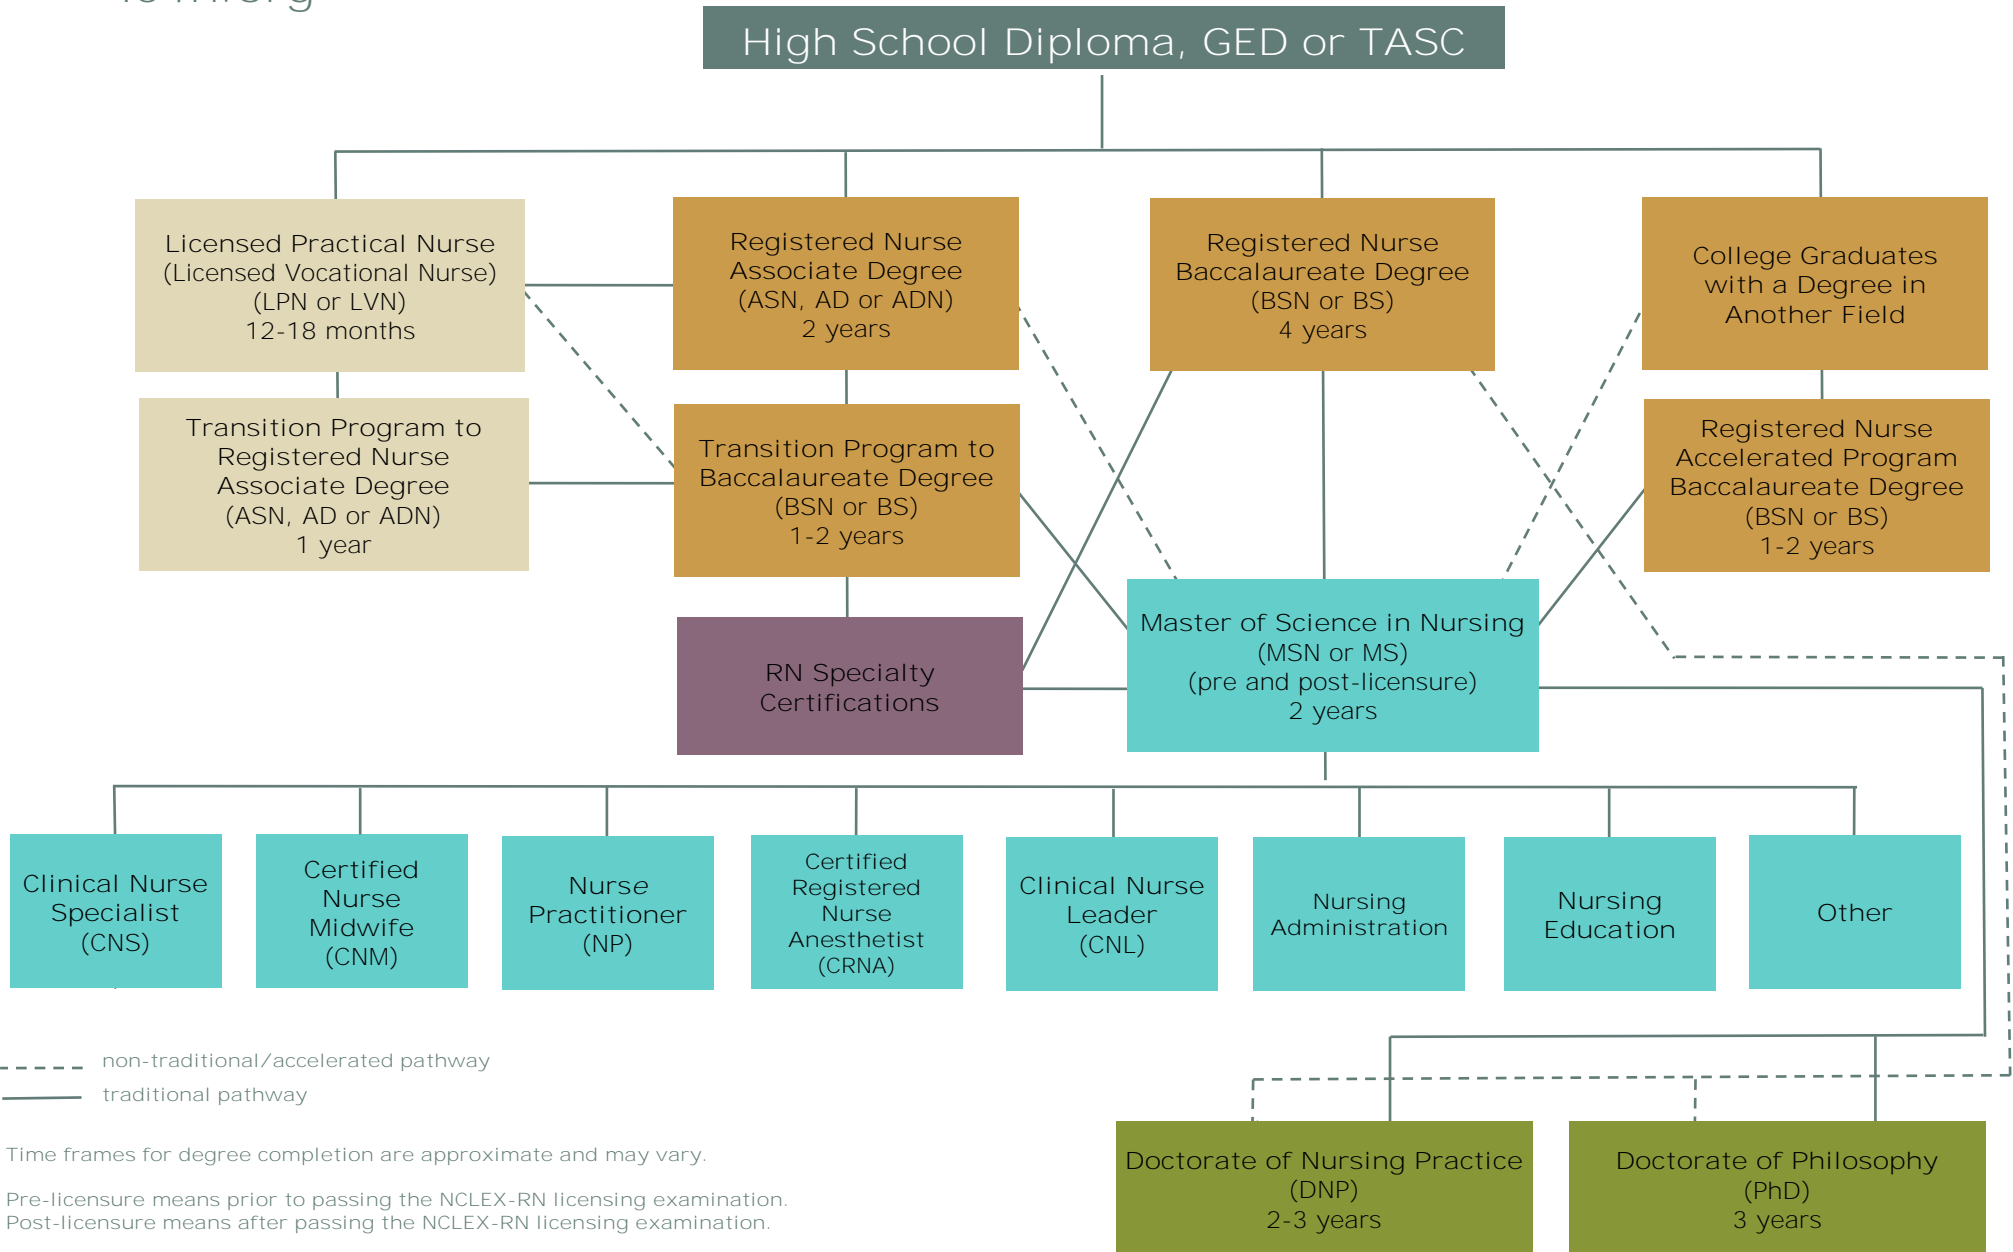 High School Diploma, GED or TASC
Licensed Practical Nurse
(Licensed Vocational Nurse)
(LPN or LVN)
12-18 months
Registered Nurse
Associate Degree
(ASN, AD or ADN)
2 years
Registered Nurse
Baccalaureate Degree
(BSN or BS)
4 years
College Graduates
with a Degree in
Another Field
Transition Program to
Registered Nurse
Associate Degree
(ASN, AD or ADN)
1 year
Transition Program to
Baccalaureate Degree
(BSN or BS)
1-2 years
Registered Nurse
Accelerated Program
Baccalaureate Degree
(BSN or BS)
1-2 years
RN Specialty
Certifications
Master of Science in Nursing
(MSN or MS)
(pre and post-licensure)
2 years
Clinical Nurse
Specialist
(CNS)
Certified
Nurse
Midwife
(CNM)
Nurse
Practitioner
(NP)
Certified
Registered
Nurse
Anesthetist
(CRNA)
Clinical Nurse
Leader
(CNL)
Nursing
Administration
Nursing
Education
Other
non-traditional/accelerated pathway
traditional pathway
Time frames for degree completion are approximate and may vary.
Pre-licensure means prior to passing the NCLEX-RN licensing examination.
Post-licensure means after passing the NCLEX-RN licensing examination.
Doctorate of Nursing Practice
(DNP)
2-3 years
Doctorate of Philosophy
(PhD)
3 years